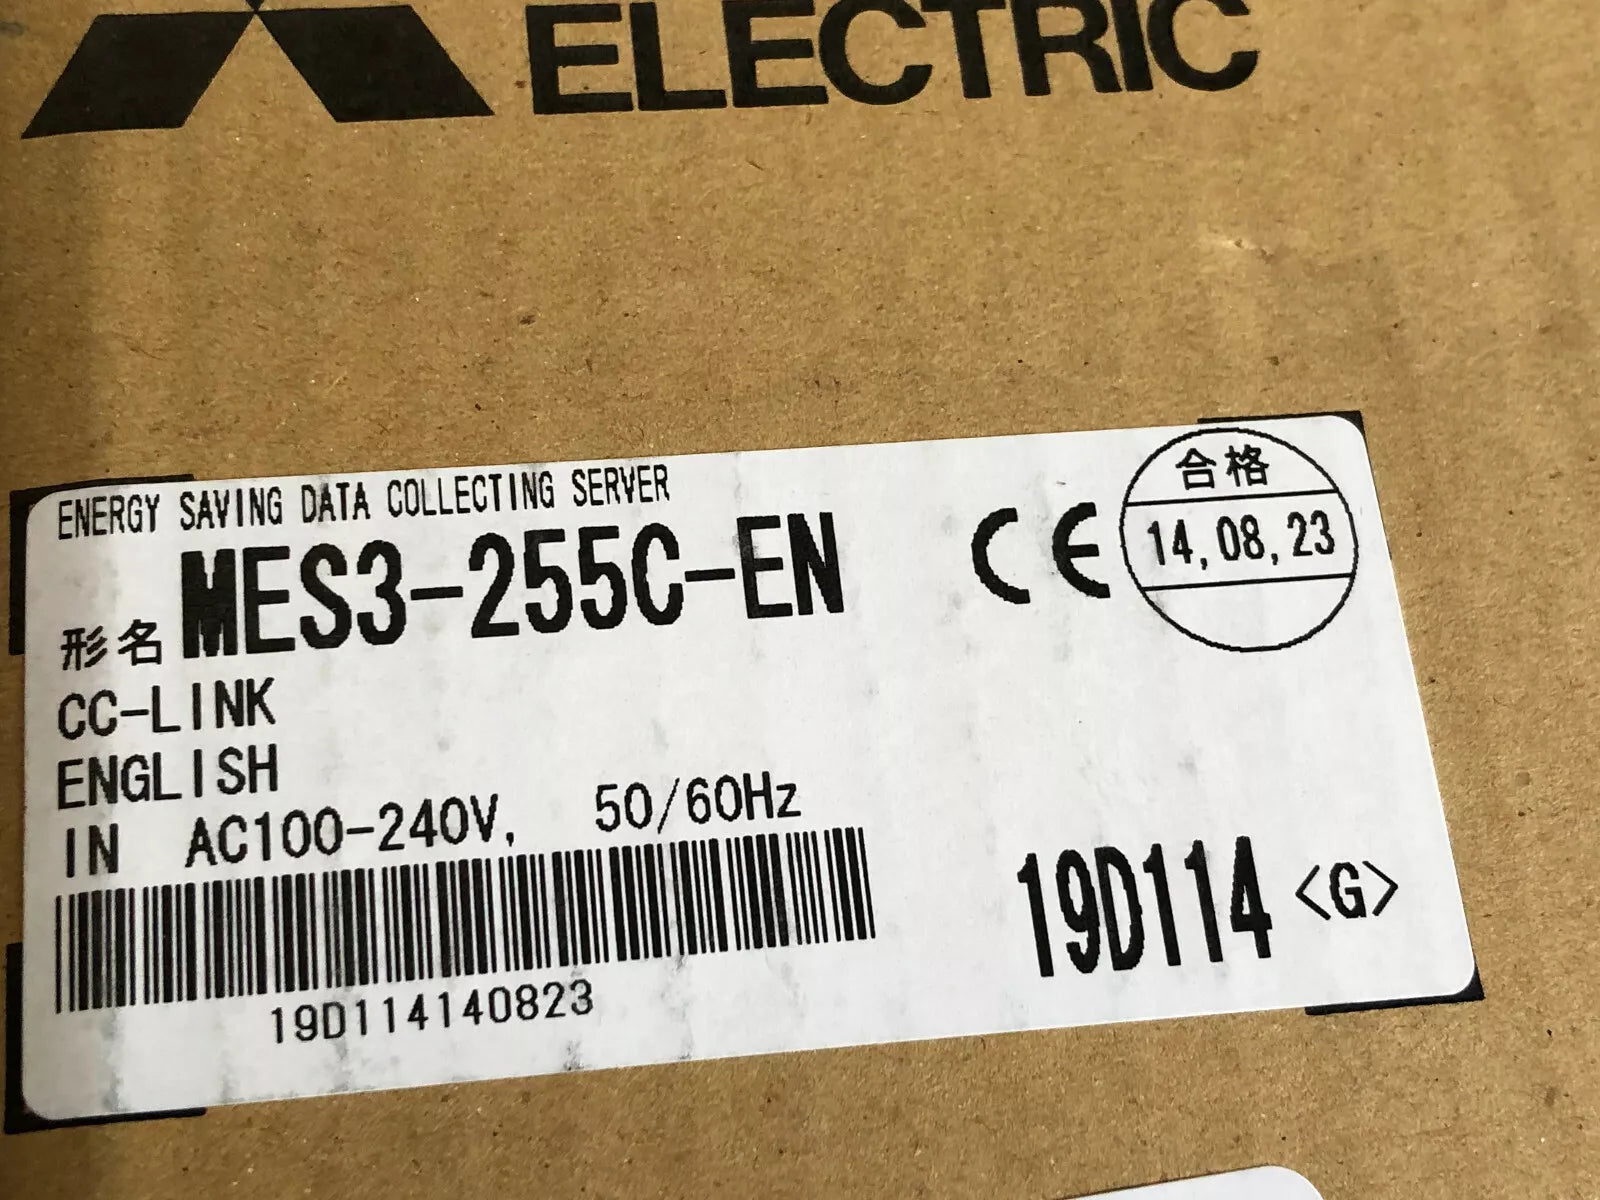 ELECTRIC
ENERGY SAVING DATA COLLECTING SERVER
形名 MES3-255C-EN
CE
合格
14,08,23
CC-LINK
ENGLISH
IN AC100-240V, 50/60Hz
19D114140823
19D114 <G>